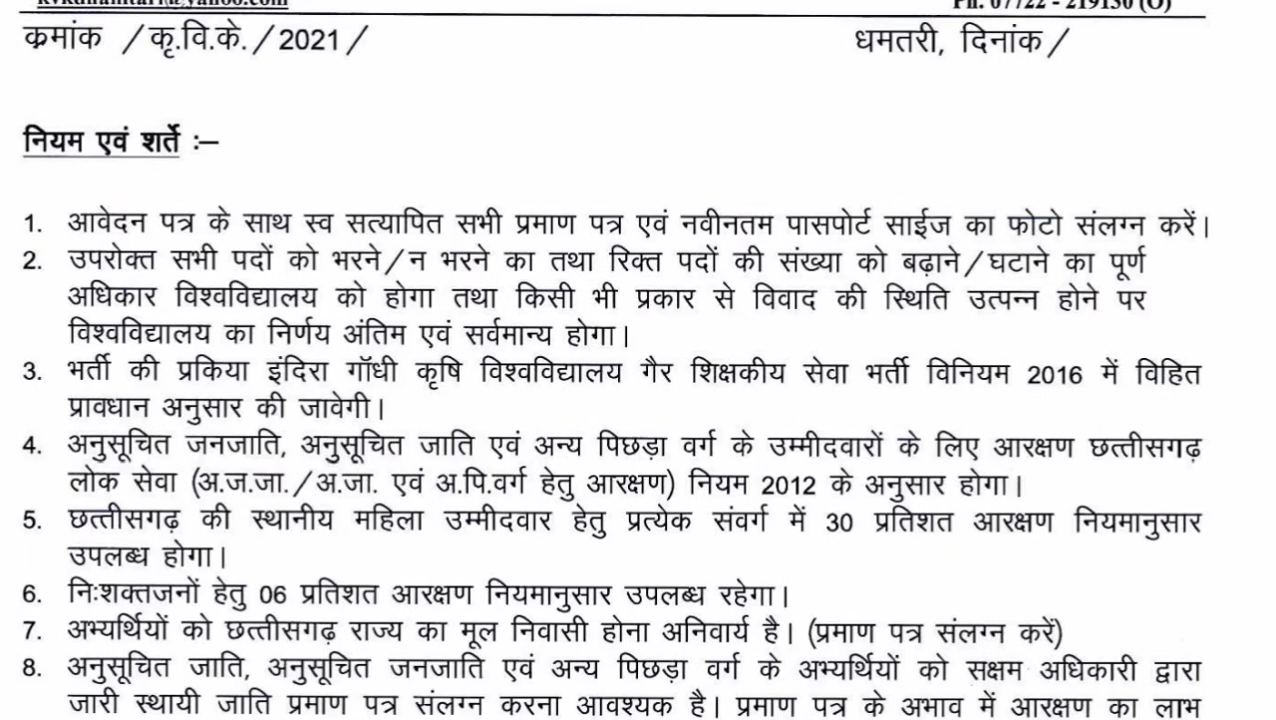 Ph. 07722 - 219130 (O)
क्रमांक /कृ.वि.के./2021/ धमतरी, दिनांक/
नियम एवं शर्ते :–
1. आवेदन पत्र के साथ स्व सत्यापित सभी प्रमाण पत्र एवं नवीनतम पासपोर्ट साईज का फोटो संलग्न करें।
2. उपरोक्त सभी पदों को भरने/न भरने का तथा रिक्त पदों की संख्या को बढ़ाने/घटाने का पूर्ण
अधिकार विश्वविद्यालय को होगा तथा किसी भी प्रकार से विवाद की स्थिति उत्पन्न होने पर
विश्वविद्यालय का निर्णय अंतिम एवं सर्वमान्य होगा।
3. भर्ती की प्रकिया इंदिरा गॉधी कृषि विश्वविद्यालय गैर शिक्षकीय सेवा भर्ती विनियम 2016 में विहित
प्रावधान अनुसार की जावेगी।
4. अनुसूचित जनजाति, अनुसूचित जाति एवं अन्य पिछड़ा वर्ग के उम्मीदवारों के लिए आरक्षण छत्तीसगढ़
लोक सेवा (अ.ज.जा./अ.जा. एवं अ.पि.वर्ग हेतु आरक्षण) नियम 2012 के अनुसार होगा।
5. छत्तीसगढ़ की स्थानीय महिला उम्मीदवार हेतु प्रत्येक संवर्ग में 30 प्रतिशत आरक्षण नियमानुसार
उपलब्ध होगा।
6. निःशक्तजनों हेतु 06 प्रतिशत आरक्षण नियमानुसार उपलब्ध रहेगा।
7. अभ्यर्थियों को छत्तीसगढ़ राज्य का मूल निवासी होना अनिवार्य है। (प्रमाण पत्र संलग्न करें)
8. अनुसूचित जाति, अनुसूचित जनजाति एवं अन्य पिछड़ा वर्ग के अभ्यर्थियों को सक्षम अधिकारी द्वारा
जारी स्थायी जाति प्रमाण पत्र संलग्न करना आवश्यक है। प्रमाण पत्र के अभाव में आरक्षण का लाभ